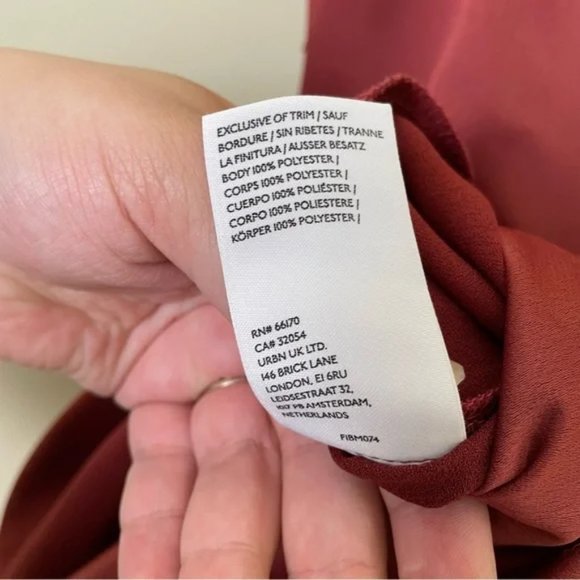 EXCLUSIVE OF TRIM / SAUF
BORDURE / SIN RIBETES / TRANNE
LA FINITURA / AUSSER BESATZ
BODY 100% POLYESTER /
CORPS 100% POLYESTER /
CUERPO 100% POLIÉSTER /
CORPO 100% POLIESTERE /
KÖRPER 100% POLYESTER /
RN# 66170
CA# 32054
URBN UK LTD.
146 BRICK LANE
LONDON, E1 6RU
LEIDSESTRAAT 32,
PB AMSTERDAM,
NETHERLANDS
FIBM074